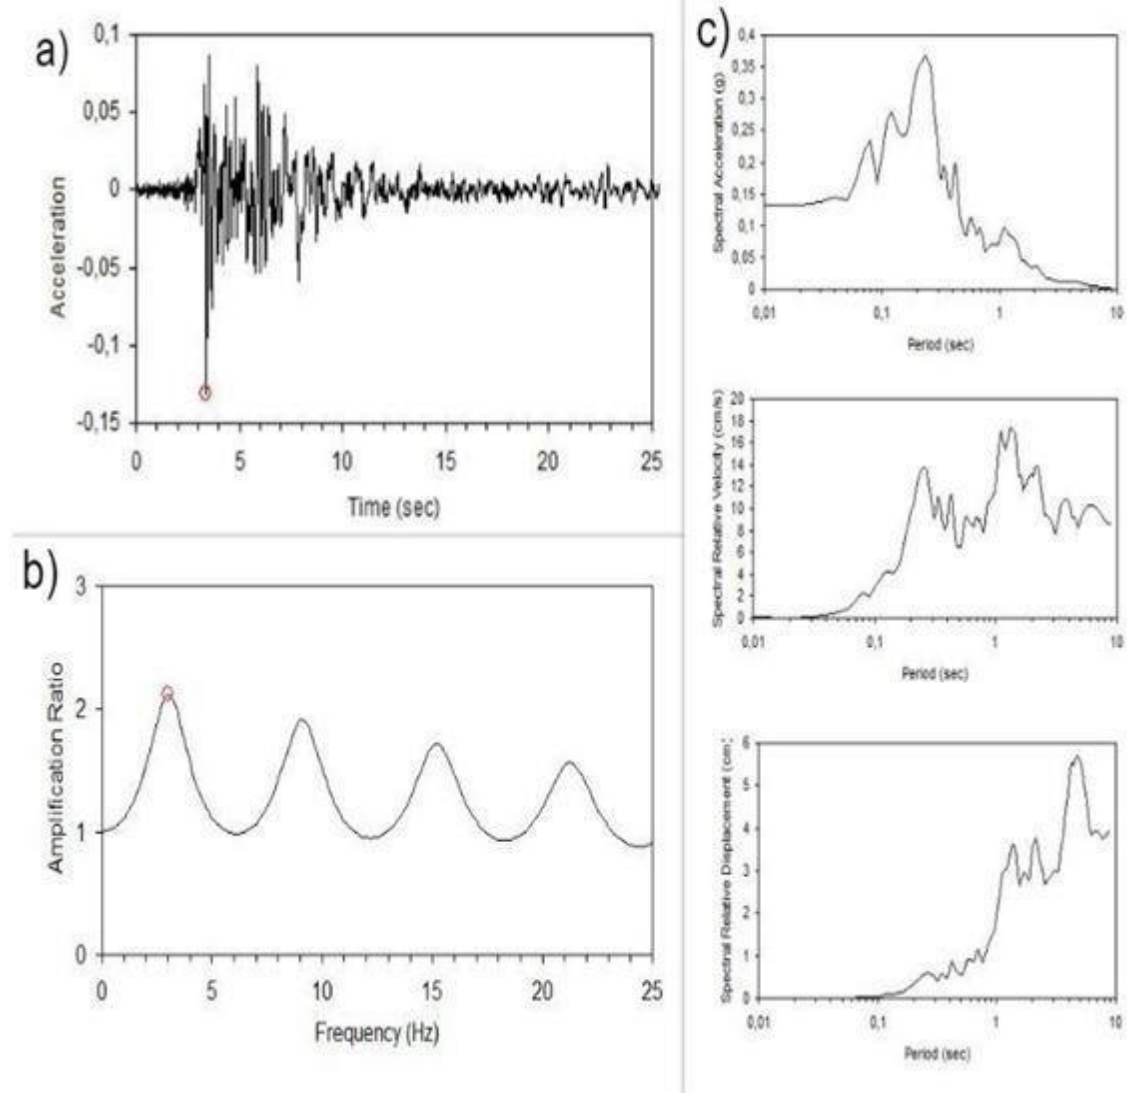 a)
0,1
0,05
0
-0,05
-0,1
-0,15
Acceleration
0 5 10 15 20 25
Time (sec)
b)
3
2
1
0
Amplification Ratio
0 5 10 15 20 25
Frequency (Hz)
c)
0,4
0,35
0,3
0,25
0,2
0,15
0,1
0,05
0
Spectral Acceleration (g)
0,01 0,1 1 10
Period (sec)
20
18
16
14
12
10
8
6
4
2
0
Spectral Relative Velocity (cm/s)
0.01 0,1 1 10
Period (sec)
6
5
4
3
2
1
0
Spectral Relative Displacement (cm;
0,01 0,1 1 10
Period (sec)